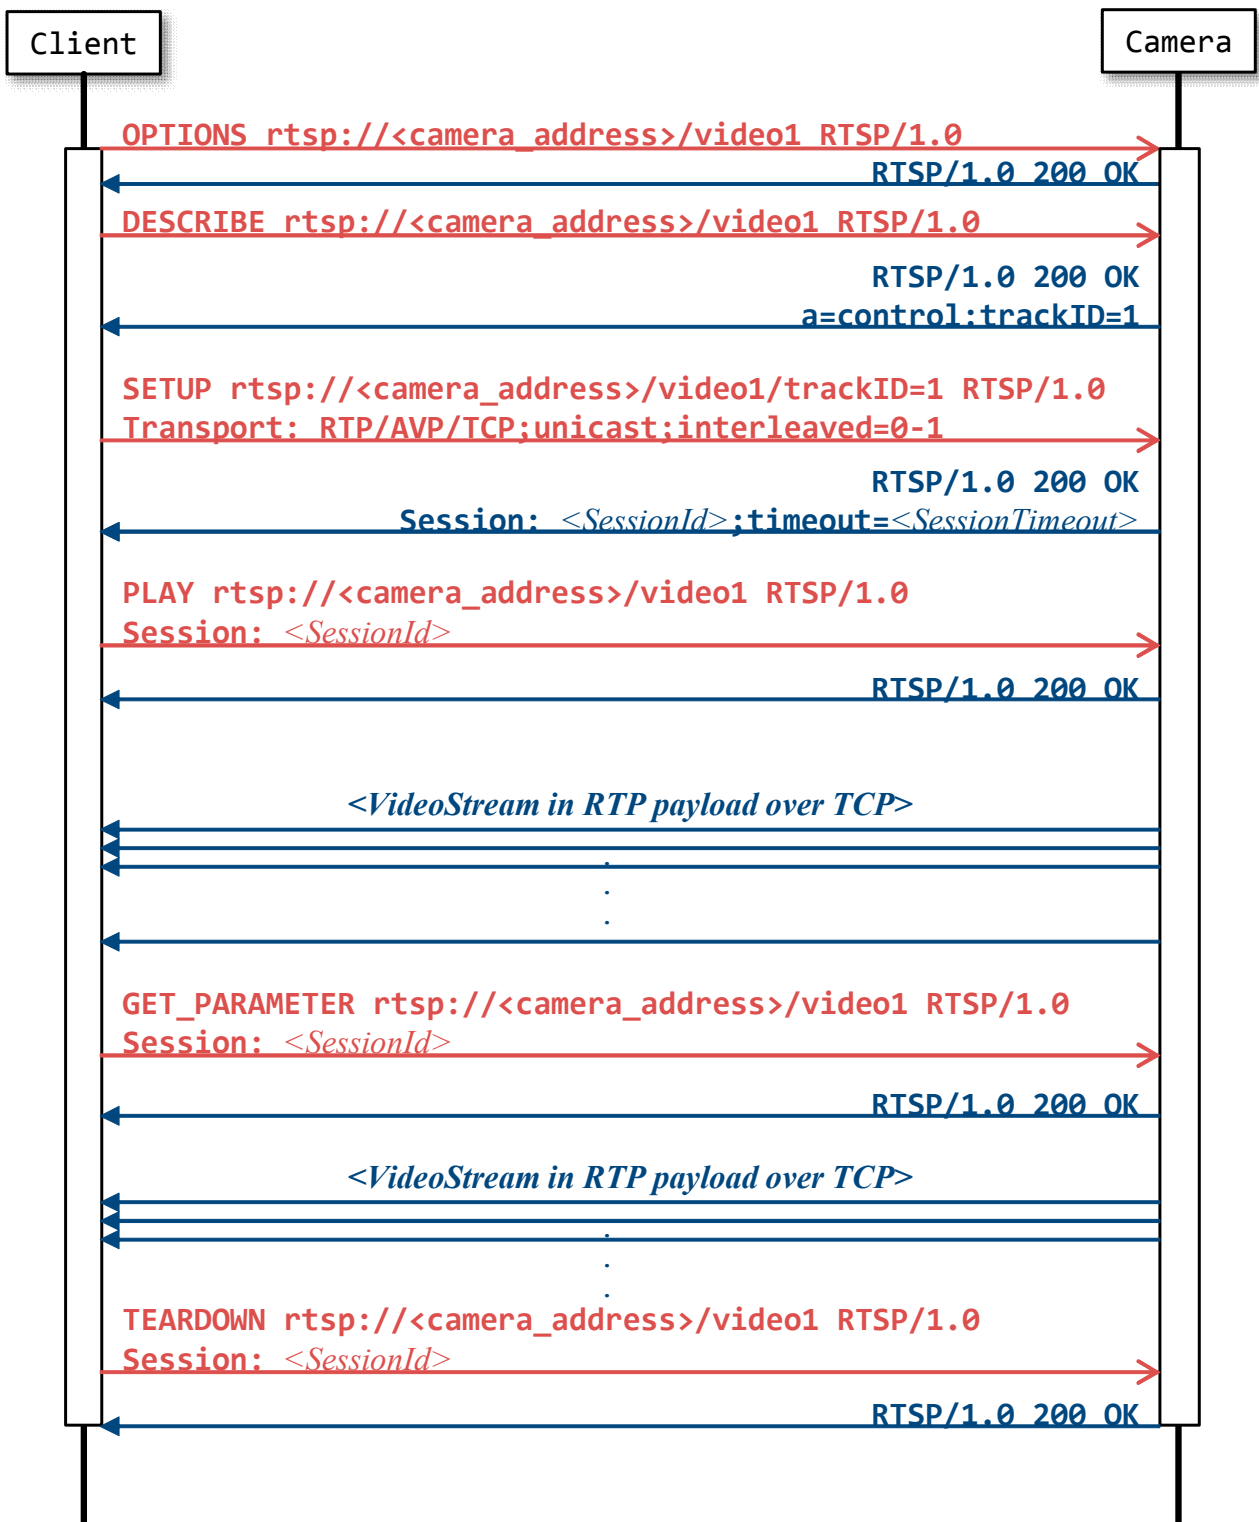 Client
Camera
OPTIONS rtsp://<camera_address>/video1 RTSP/1.0
RTSP/1.0 200 OK
DESCRIBE rtsp://<camera_address>/video1 RTSP/1.0
RTSP/1.0 200 OK
a=control:trackID=1
SETUP rtsp://<camera_address>/video1/trackID=1 RTSP/1.0
Transport: RTP/AVP/TCP;unicast;interleaved=0-1
RTSP/1.0 200 OK
Session: <SessionId>;timeout=<SessionTimeout>
PLAY rtsp://<camera_address>/video1 RTSP/1.0
Session: <SessionId>
RTSP/1.0 200 OK
<VideoStream in RTP payload over TCP>
.
.
.
GET_PARAMETER rtsp://<camera_address>/video1 RTSP/1.0
Session: <SessionId>
RTSP/1.0 200 OK
<VideoStream in RTP payload over TCP>
.
.
.
TEARDOWN rtsp://<camera_address>/video1 RTSP/1.0
Session: <SessionId>
RTSP/1.0 200 OK